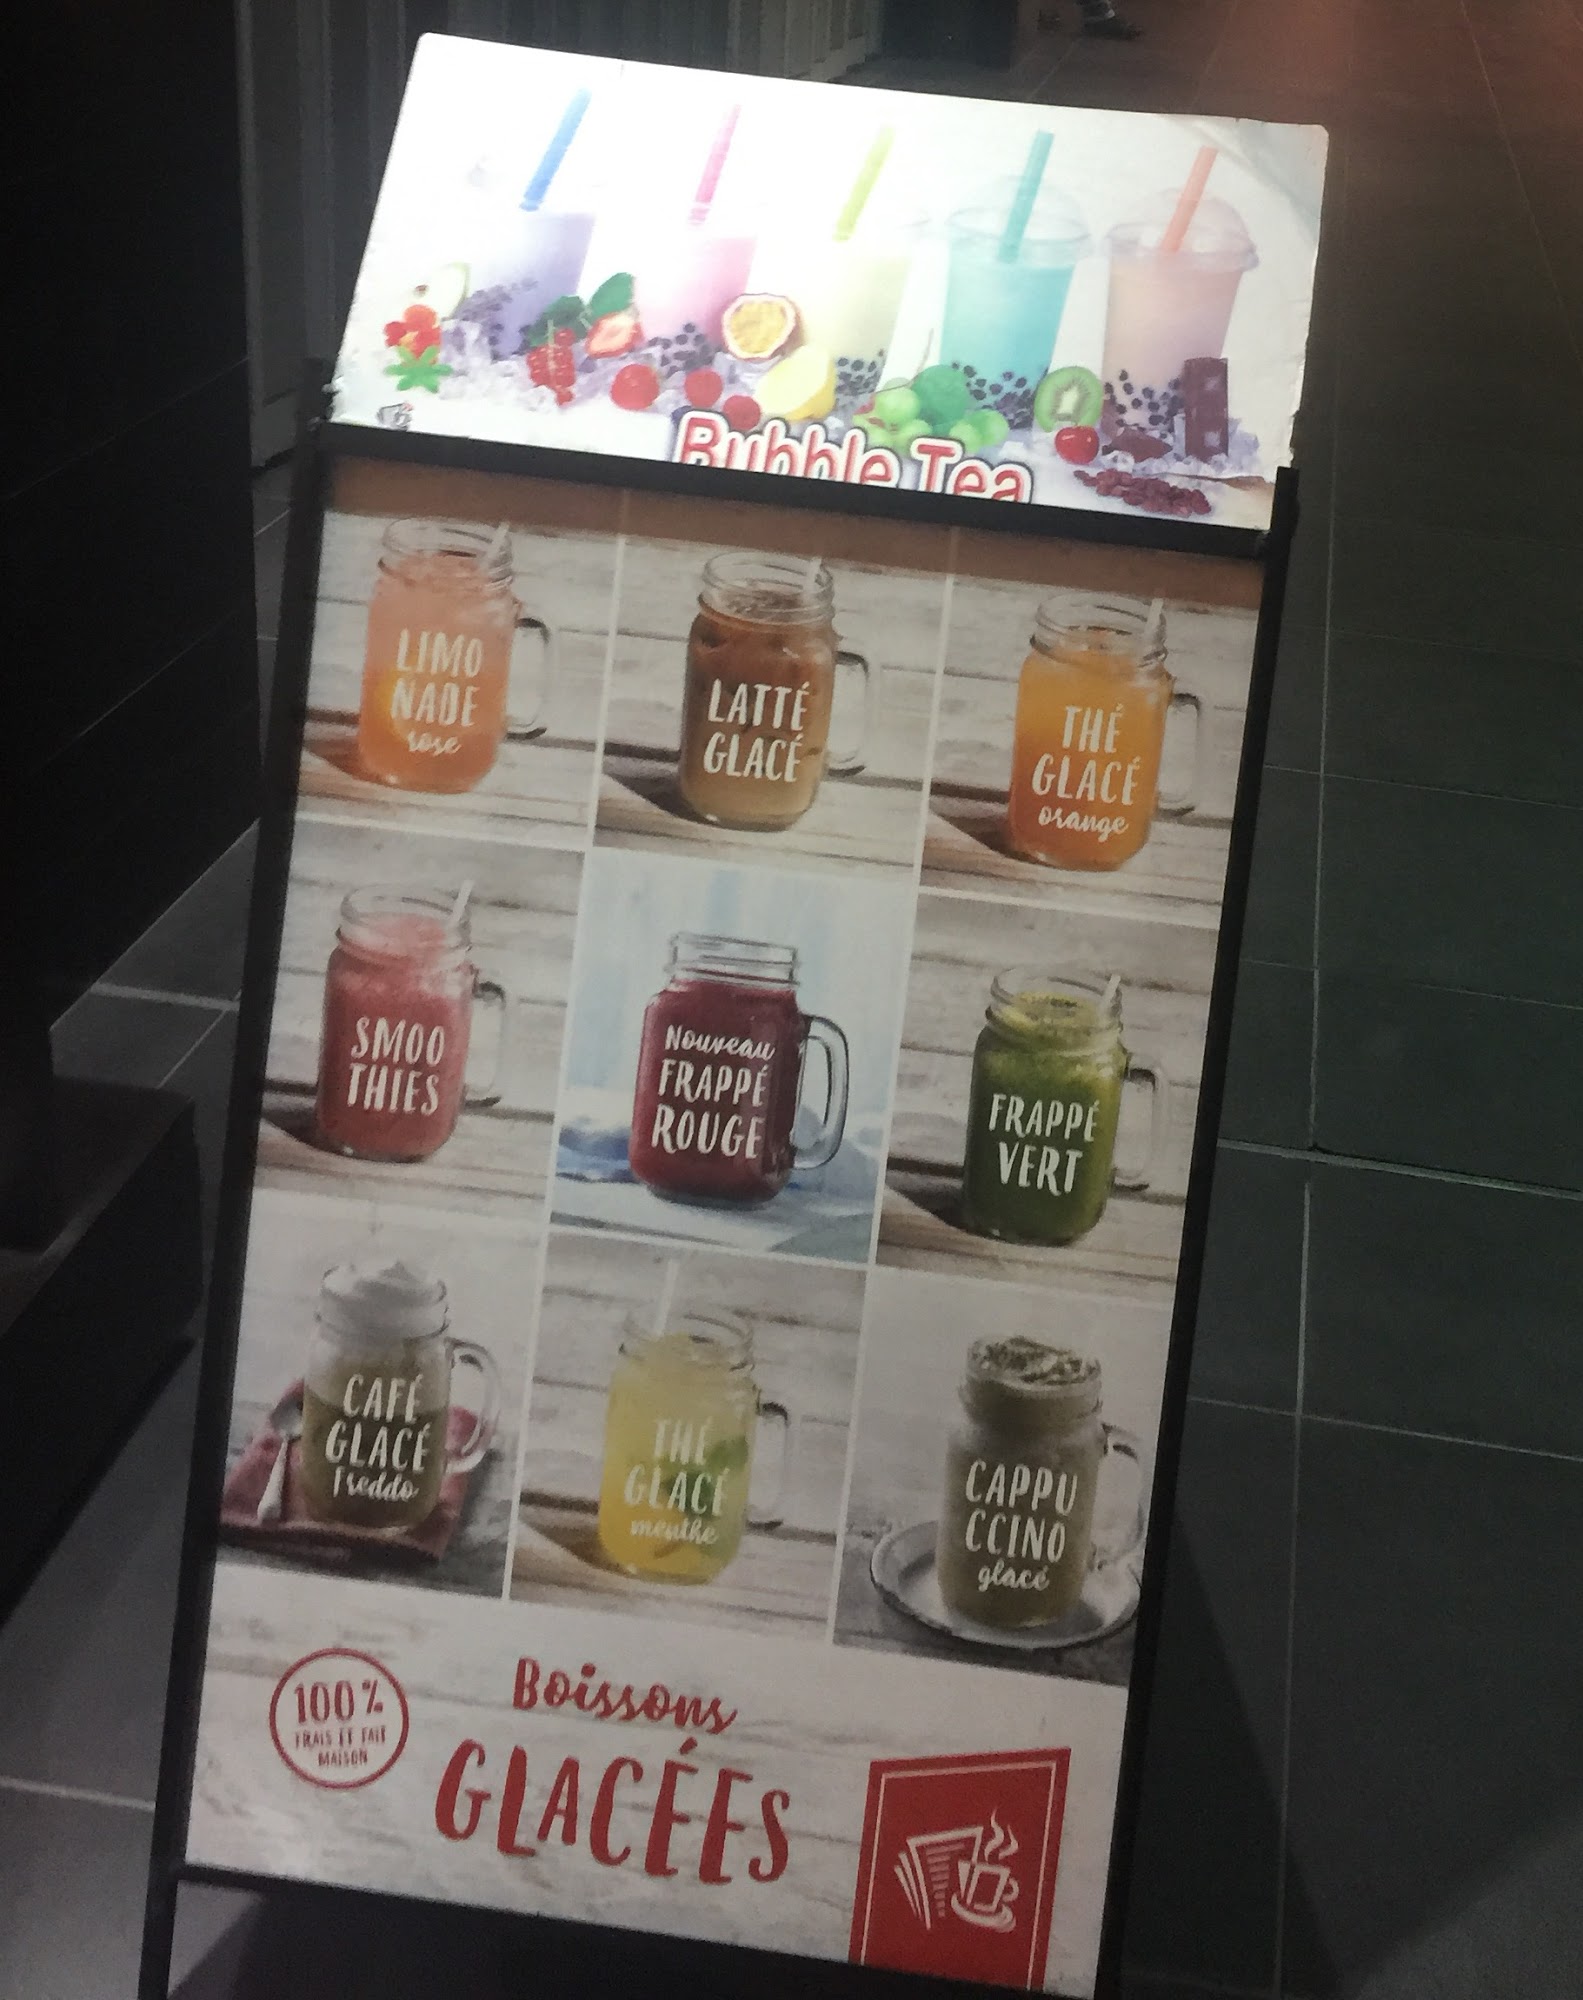 Bubble Tea
LIMO
NADE
rose
LATTÉ
GLACÉ
THÉ
GLACÉ
orange
SMOO
THIES
Nouveau
FRAPPÉ
ROUGE
FRAPPÉ
VERT
CAFÉ
GLACÉ
Freddo
THÉ
GLACÉ
menthe
CAPPU
CCINO
glacé
100%
FRAIS ET FAIT
MAISON
Boissons
GLACÉES